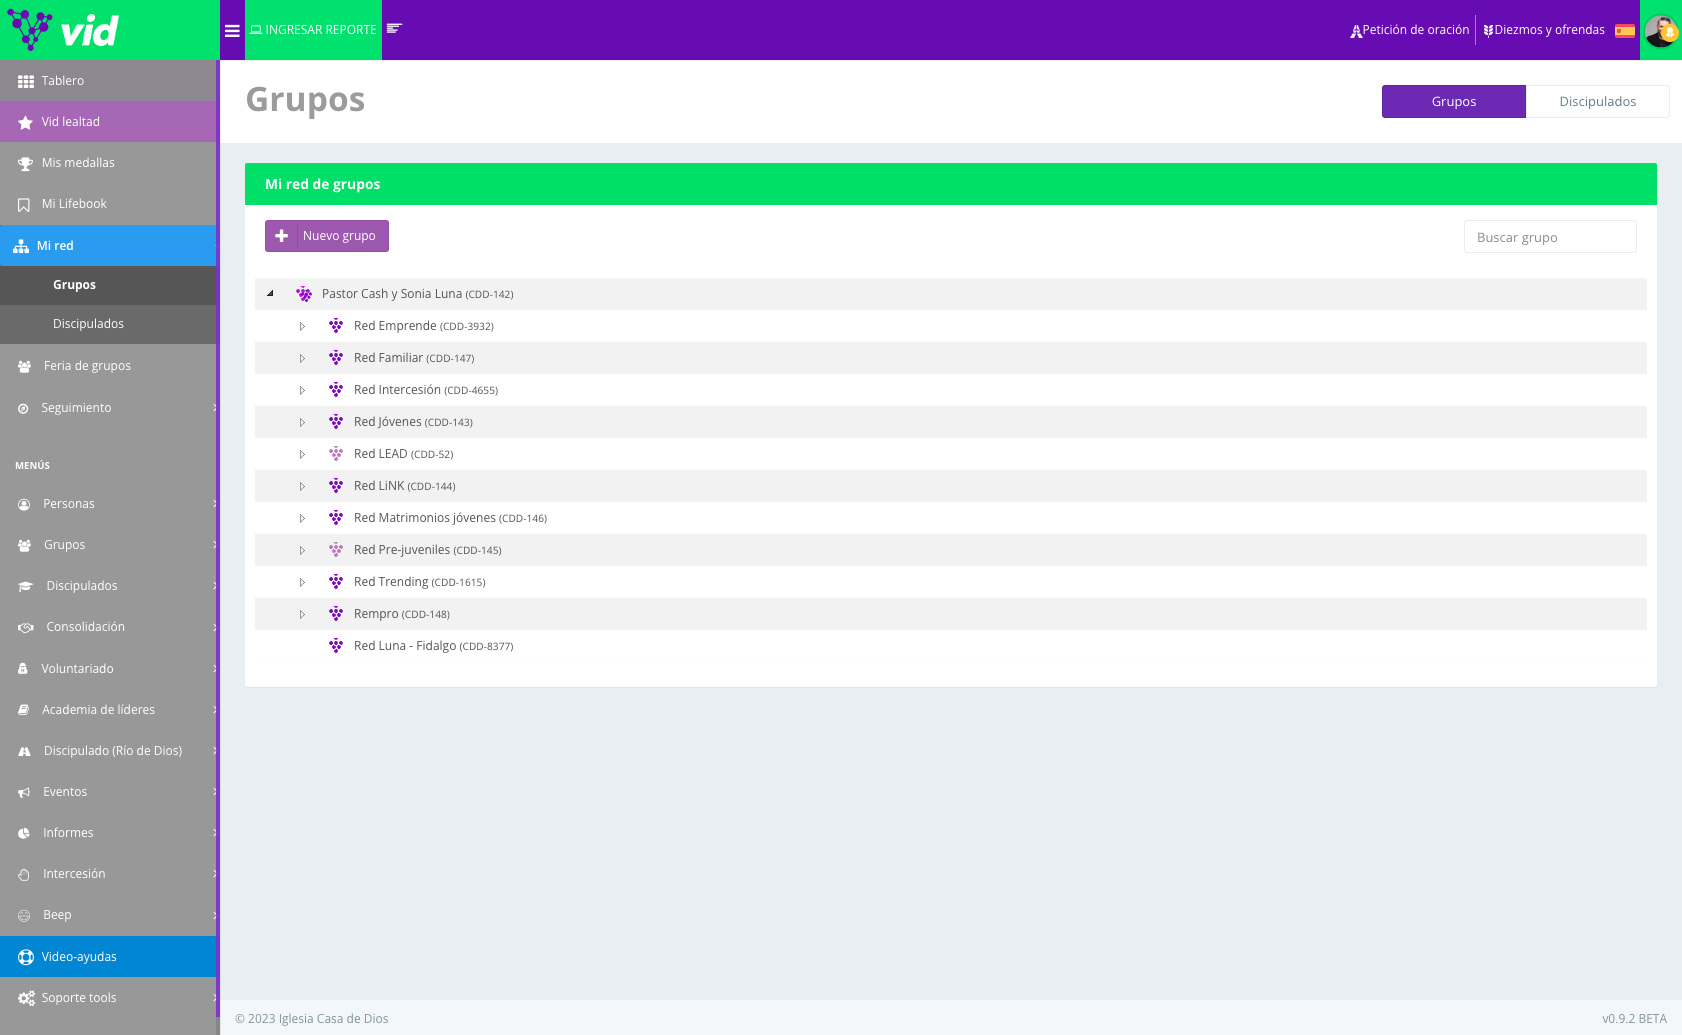 vid
INGRESAR REPORTE
Petición de oración
Diezmos y ofrendas
Tablero
Vid lealtad
Mis medallas
Mi Lifebook
Mi red
Grupos
Discipulados
Feria de grupos
Seguimiento
MENÚS
Personas
Grupos
Discipulados
Consolidación
Voluntariado
Academia de líderes
Discipulado (Río de Dios)
Eventos
Informes
Intercesión
Beep
Video-ayudas
Soporte tools
Grupos
Grupos
Discipulados
Mi red de grupos
Nuevo grupo
Buscar grupo
Pastor Cash y Sonia Luna (CDD-142)
Red Emprende (CDD-3932)
Red Familiar (CDD-147)
Red Intercesión (CDD-4655)
Red Jóvenes (CDD-143)
Red LEAD (CDD-52)
Red LiNK (CDD-144)
Red Matrimonios jóvenes (CDD-146)
Red Pre-juveniles (CDD-145)
Red Trending (CDD-1615)
Rempro (CDD-148)
Red Luna - Fidalgo (CDD-8377)
© 2023 Iglesia Casa de Dios
v0.9.2 BETA